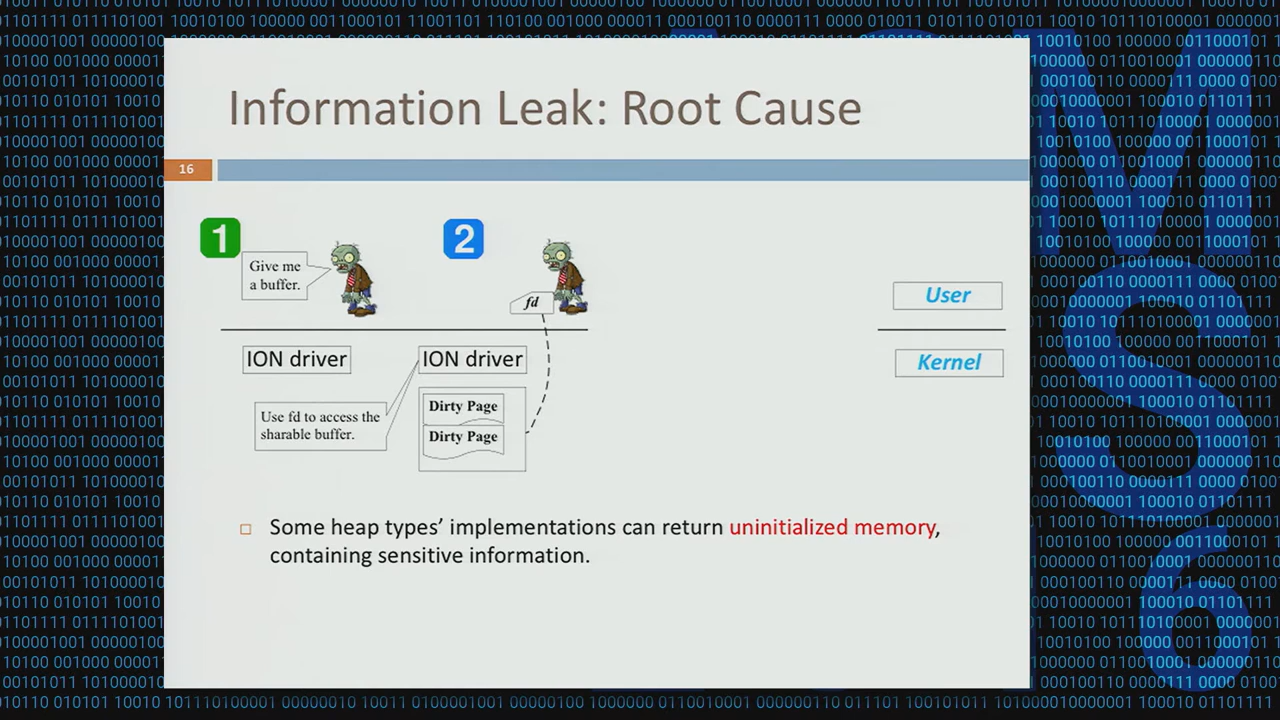 Information Leak: Root Cause
16
1
2
Give me
a buffer.
fd
User
ION driver
ION driver
Kernel
Use fd to access the
sharable buffer.
Dirty Page
Dirty Page
Some heap types’ implementations can return uninitialized memory,
containing sensitive information.